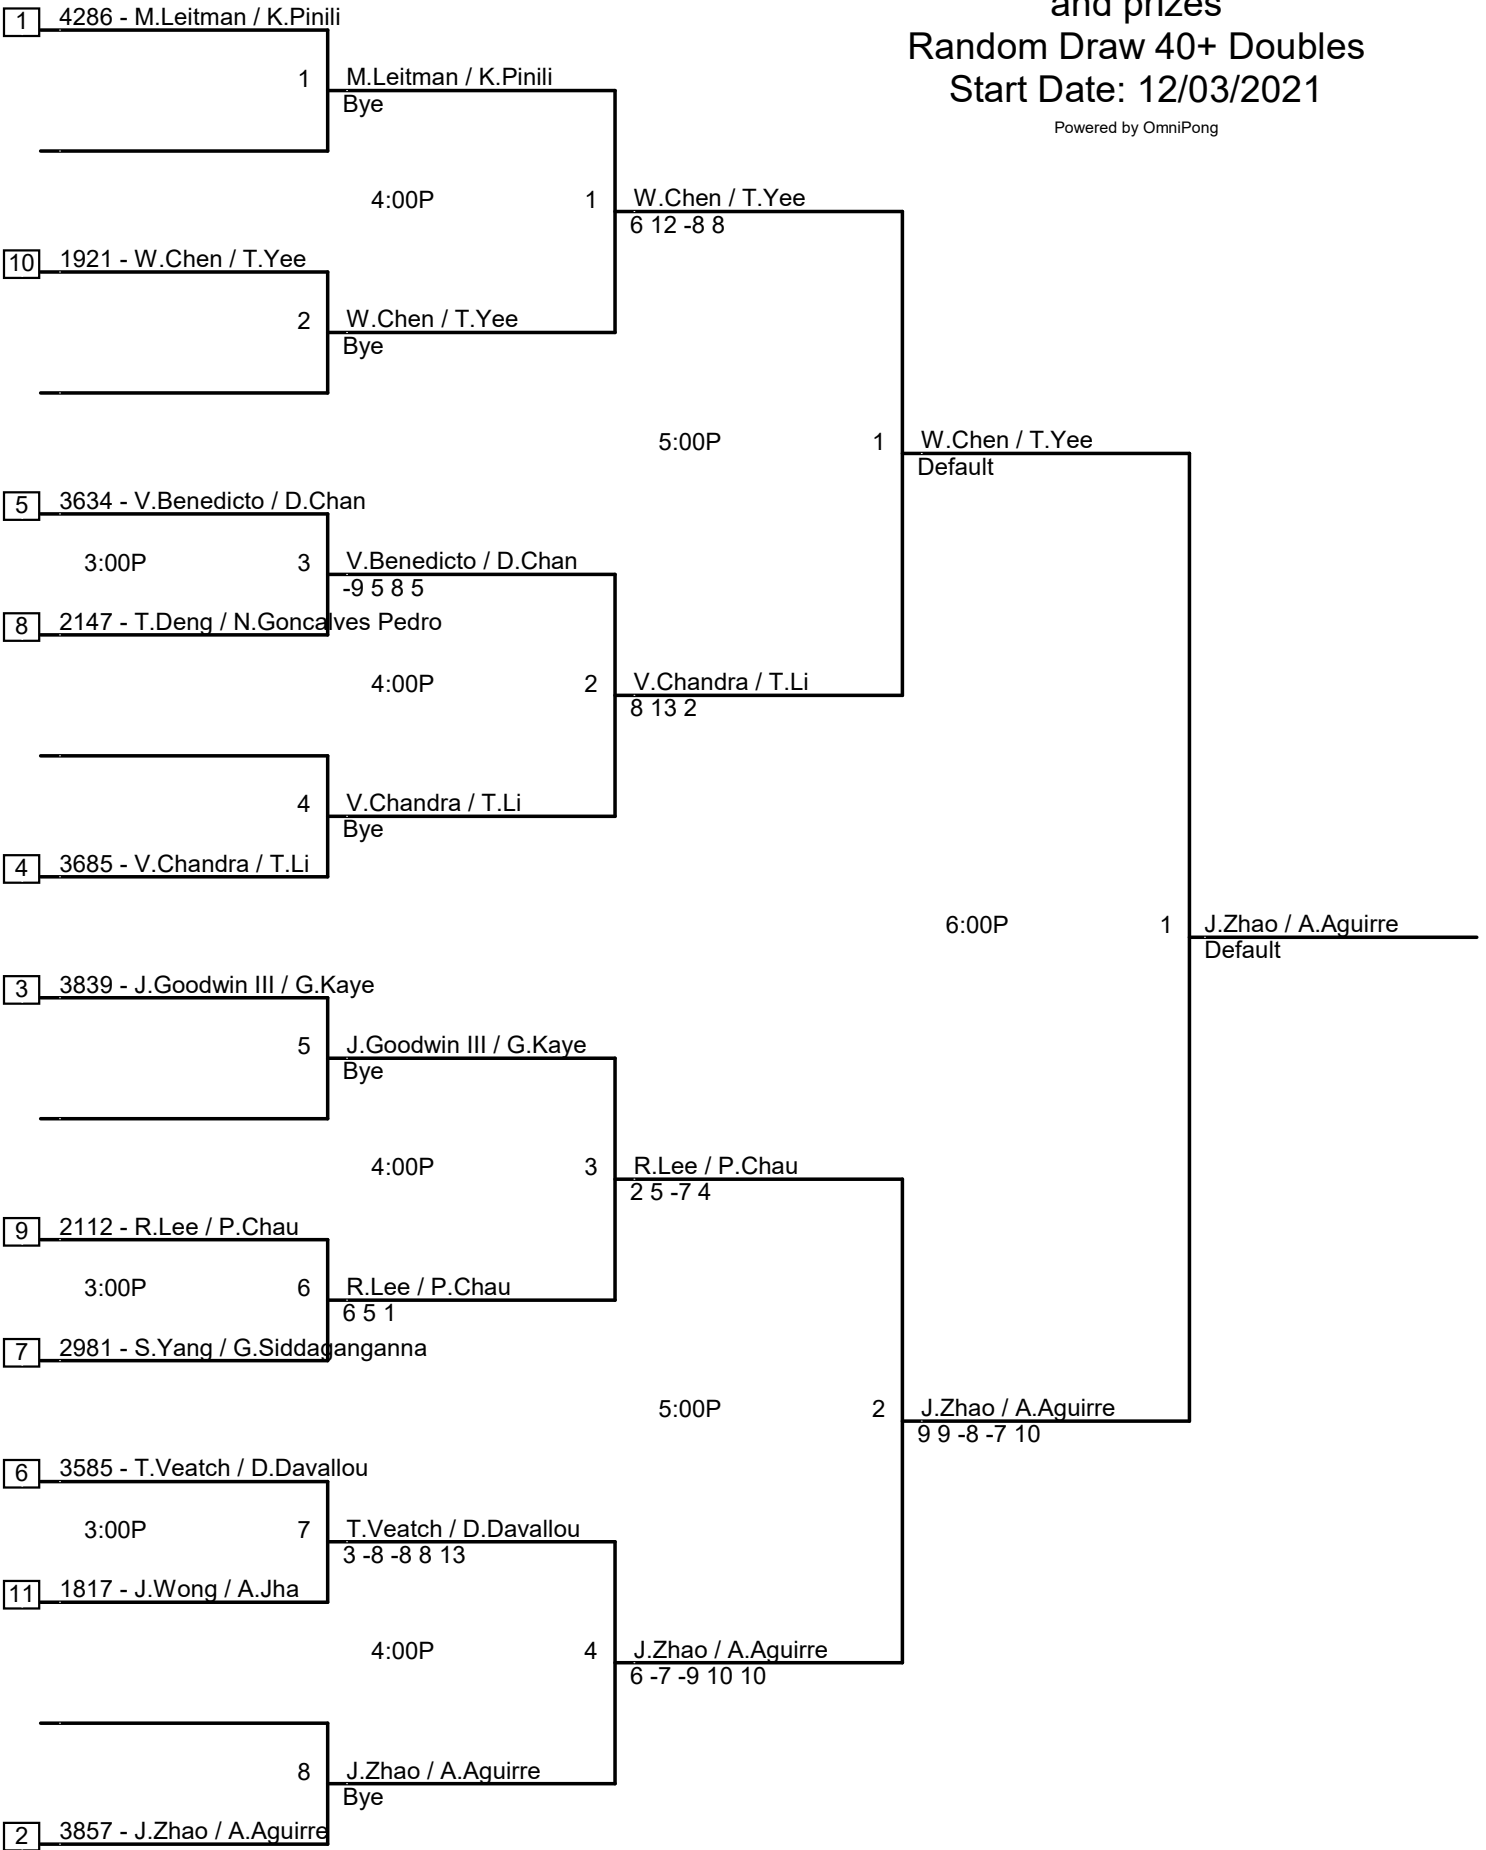 and prizes
Random Draw 40+ Doubles
Start Date: 12/03/2021
Powered by OmniPong
1 4286 - M.Leitman / K.Pinili
1 M.Leitman / K.Pinili
Bye
4:00P 1 W.Chen / T.Yee
6 12 -8 8
10 1921 - W.Chen / T.Yee
2 W.Chen / T.Yee
Bye
5:00P 1 W.Chen / T.Yee
Default
5 3634 - V.Benedicto / D.Chan
3:00P 3 V.Benedicto / D.Chan
-9 5 8 5
8 2147 - T.Deng / N.Goncalves Pedro
4:00P 2 V.Chandra / T.Li
8 13 2
4 V.Chandra / T.Li
Bye
4 3685 - V.Chandra / T.Li
6:00P 1 J.Zhao / A.Aguirre
Default
3 3839 - J.Goodwin III / G.Kaye
5 J.Goodwin III / G.Kaye
Bye
4:00P 3 R.Lee / P.Chau
2 5 -7 4
9 2112 - R.Lee / P.Chau
3:00P 6 R.Lee / P.Chau
6 5 1
7 2981 - S.Yang / G.Siddaganganna
5:00P 2 J.Zhao / A.Aguirre
9 9 -8 -7 10
6 3585 - T.Veatch / D.Davallou
3:00P 7 T.Veatch / D.Davallou
3 -8 -8 8 13
11 1817 - J.Wong / A.Jha
4:00P 4 J.Zhao / A.Aguirre
6 -7 -9 10 10
8 J.Zhao / A.Aguirre
Bye
2 3857 - J.Zhao / A.Aguirre